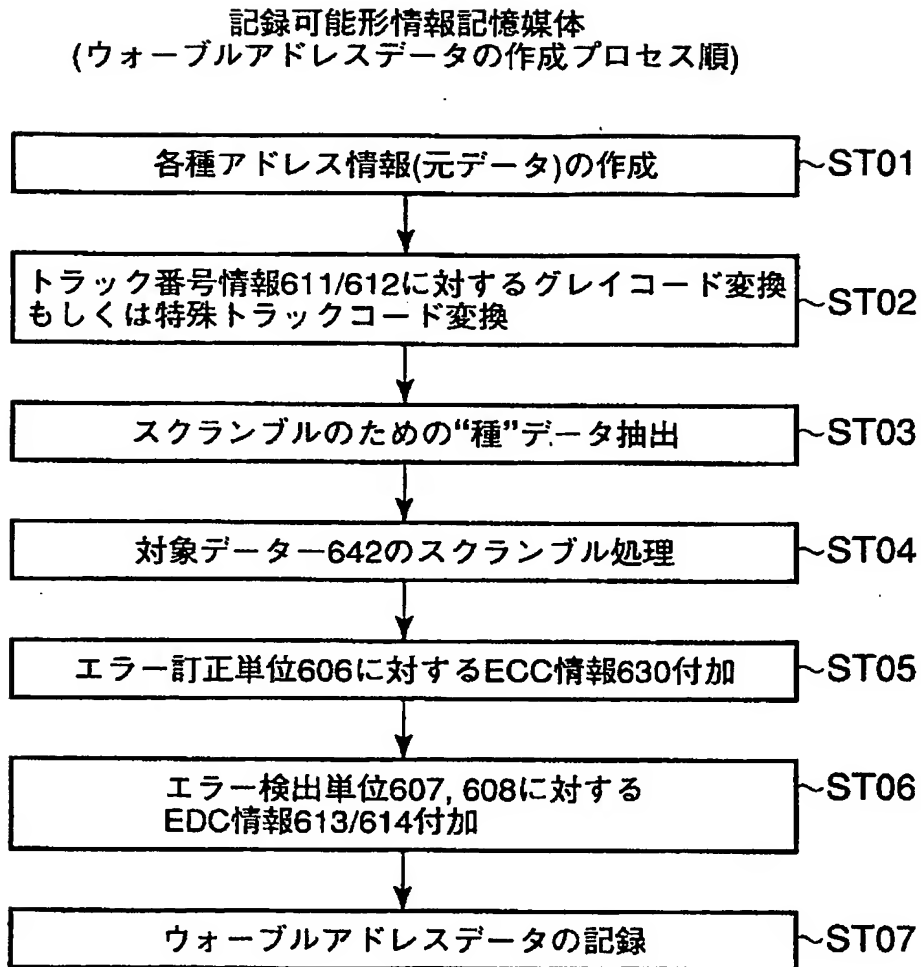 記録可能形情報記憶媒体
(ウォーブルアドレスデータの作成プロセス順)
各種アドレス情報(元データ)の作成 ~ST01
トラック番号情報611/612に対するグレイコード変換
もしくは特殊トラックコード変換 ~ST02
スクランブルのための“種”データ抽出 ~ST03
対象データー642のスクランブル処理 ~ST04
エラー訂正単位606に対するECC情報630付加 ~ST05
エラー検出単位607, 608に対する
EDC情報613/614付加 ~ST06
ウォーブルアドレスデータの記録 ~ST07